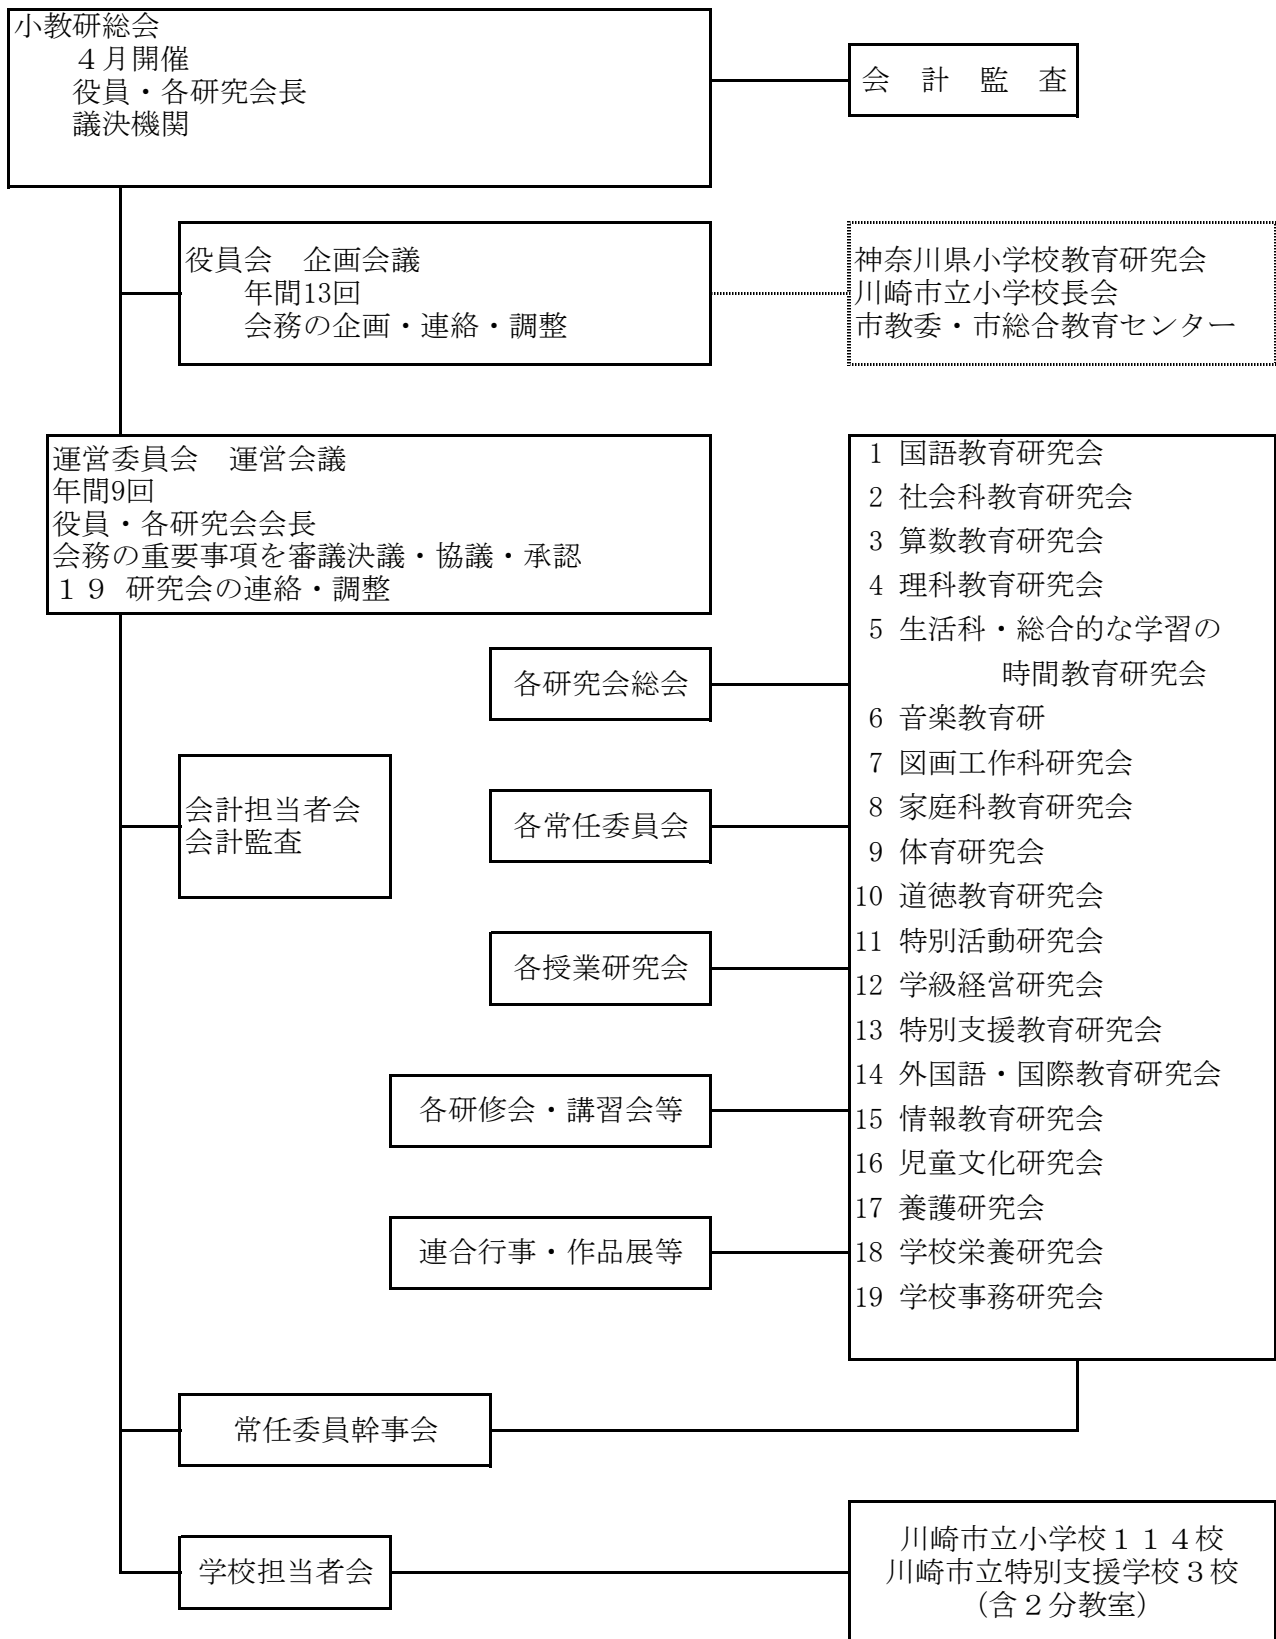 小教研総会
４月開催
役員・各研究会長
議決機関
会　計　監　査
役員会　企画会議
年間13回
会務の企画・連絡・調整
神奈川県小学校教育研究会
川崎市立小学校長会
市教委・市総合教育センター
運営委員会　運営会議
年間9回
役員・各研究会会長
会務の重要事項を審議決議・協議・承認
１９ 研究会の連絡・調整
1 国語教育研究会
2 社会科教育研究会
3 算数教育研究会
4 理科教育研究会
5 生活科・総合的な学習の
時間教育研究会
6 音楽教育研
7 図画工作科研究会
8 家庭科教育研究会
9 体育研究会
10 道徳教育研究会
11 特別活動研究会
12 学級経営研究会
13 特別支援教育研究会
14 外国語・国際教育研究会
15 情報教育研究会
16 児童文化研究会
17 養護研究会
18 学校栄養研究会
19 学校事務研究会
各研究会総会
会計担当者会
会計監査
各常任委員会
各授業研究会
各研修会・講習会等
連合行事・作品展等
常任委員幹事会
学校担当者会
川崎市立小学校１１４校
川崎市立特別支援学校３校
（含２分教室）